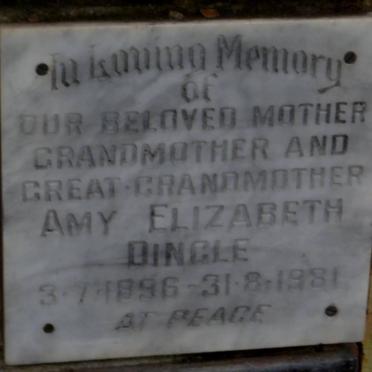 In Loving Memory
of
OUR BELOVED MOTHER
GRANDMOTHER AND
GREAT-GRANDMOTHER
AMY ELIZABETH
DINGLE
3·7·1896 - 31·8·1981
AT PEACE